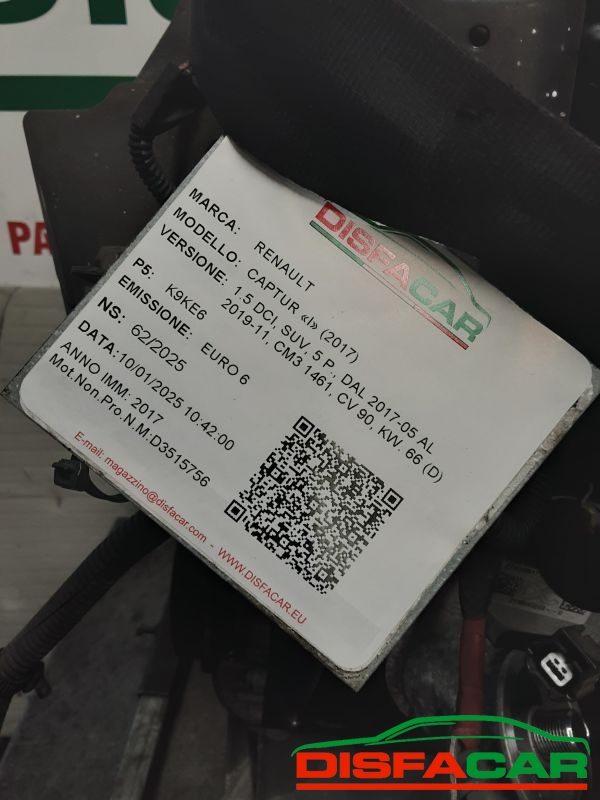 PA
DISFACAR
MARCA: RENAULT
MODELLO: CAPTUR «I» (2017)
VERSIONE: 1.5 DCI, SUV, 5 P., DAL 2017-05 AL
2019-11, CM3 1461, CV 90, KW. 66 (D)
P5: K9KE6
EMISSIONE: EURO 6
NS: 62/2025
DATA:10/01/2025 10:42:00
ANNO IMM: 2017
Mot.Non.Pro.N.M:D3515756
E-mail: magazzino@disfacar.com - WWW.DISFACAR.EU
DISFACAR